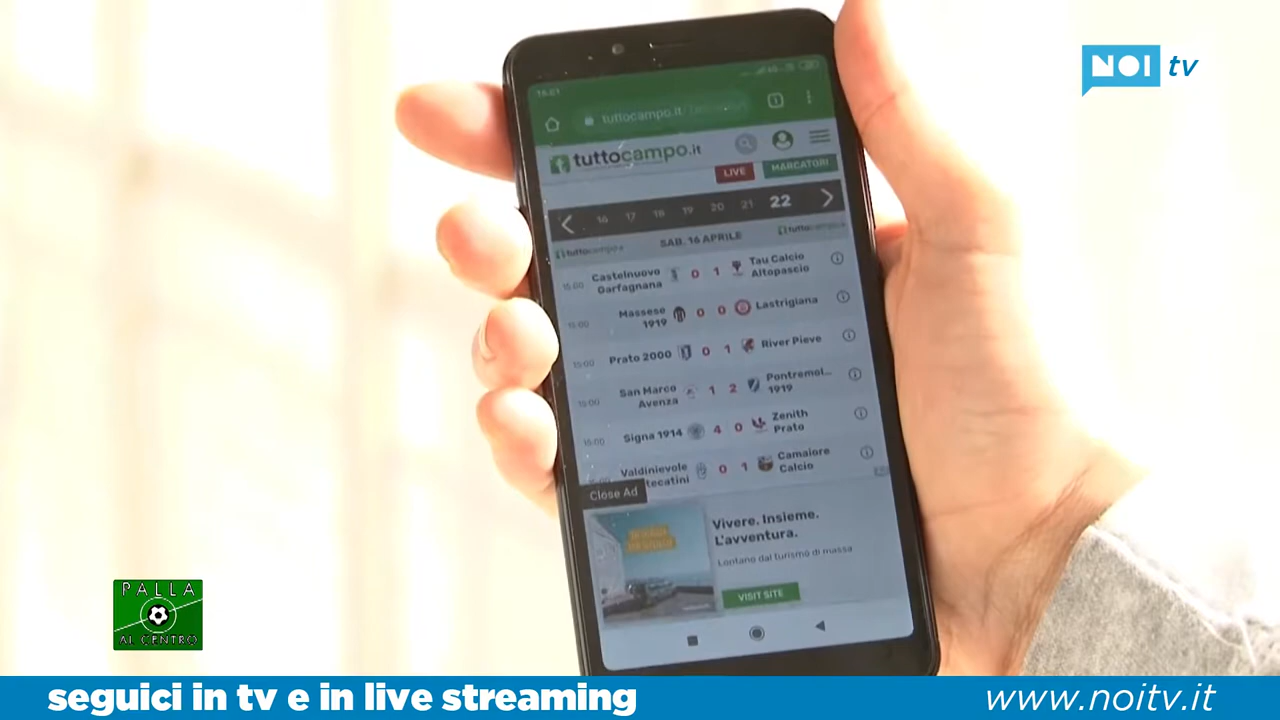 NOI tv
tuttocampo.it
tuttocampo.it
LIVE
MARCATORI
16 17 18 19 20 21 22
tuttocampo
SAB. 16 APRILE
tuttocampo
15:00 Castelnuovo Garfagnana 0 1 Tau Calcio Altopascio
15:00 Massese 1919 0 0 Lastrigiana
15:00 Prato 2000 0 1 River Pieve
15:00 San Marco Avenza 1 2 Pontremol... 1919
15:00 Signa 1914 4 0 Zenith Prato
Valdinievole tecatini 0 1 Camaiore Calcio
Close Ad
Vivere. Insieme.
L'avventura.
Lontano dal turismo di massa
VISIT SITE
PALLA
AL CENTRO
seguici in tv e in live streaming
www.noitv.it